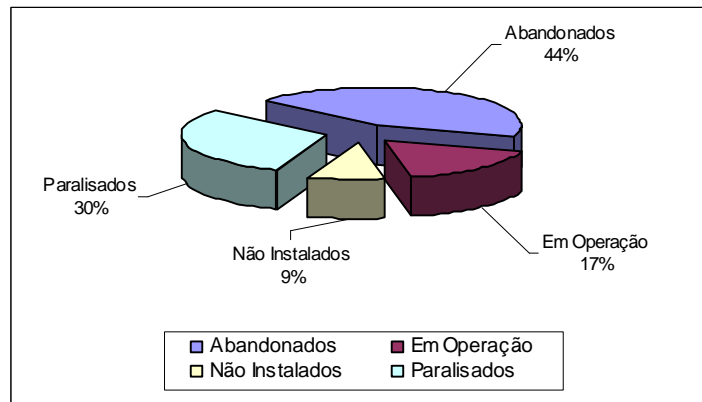 Abandonados
44%
Paralisados
30%
Não Instalados
9%
Em Operação
17%
Abandonados
Em Operação
Não Instalados
Paralisados